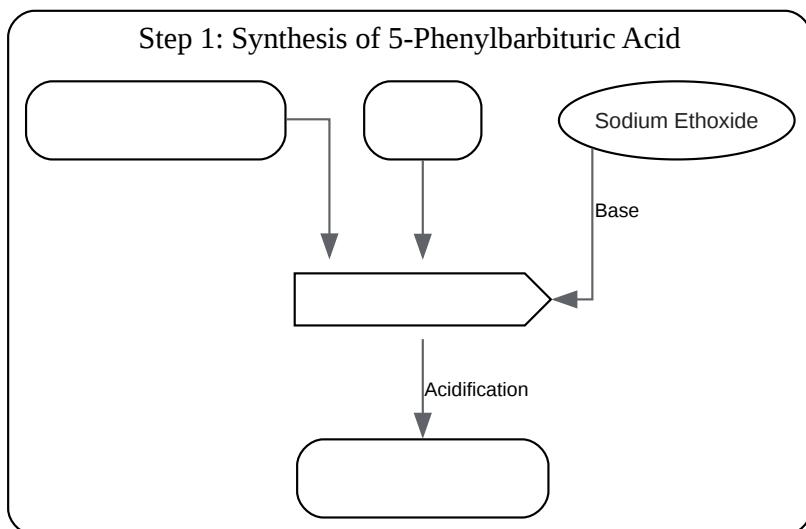 Step 1: Synthesis of 5-Phenylbarbituric Acid
Sodium Ethoxide
Base
Acidification